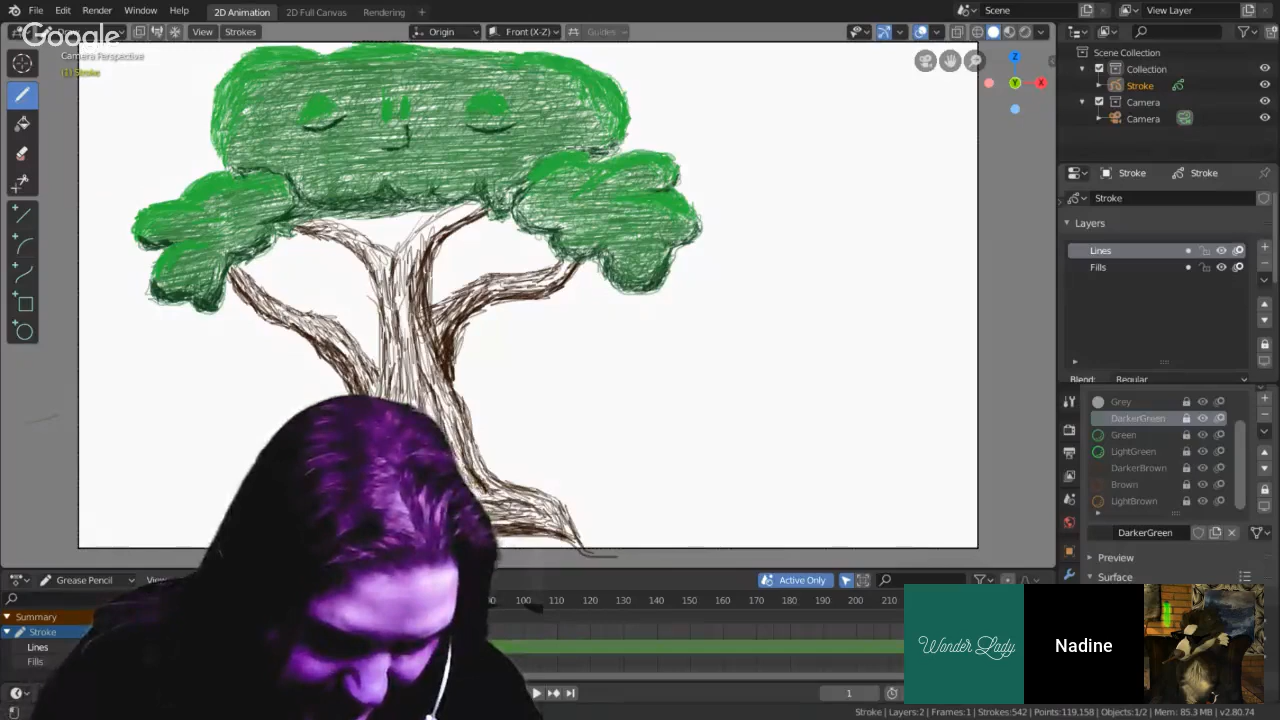 File Edit Render Window Help 2D Animation 2D Full Canvas Rendering + Scene View Layer
Google
View Strokes Origin Front (X-Z) Guides
Camera Perspective
(1) Stroke
Z
Y
X
Scene Collection
Collection
Stroke
Camera
Camera
Stroke Stroke
Stroke
Layers
Lines
Fills
Blend: Regular
Grey
DarkerGreen
Green
LightGreen
DarkerBrown
Brown
LightBrown
DarkerGreen
Preview
Surface
Grease Pencil Active Only
100 110 120 130 140 150 160 170 180 190 200 210
Summary
Stroke
Lines
Fills
1
Wonder Lady
Nadine
Stroke | Layers:2 | Frames:1 | Strokes:542 | Points:119,158 | Objects:1/2 | Mem: 85.3 MB | v2.80.74